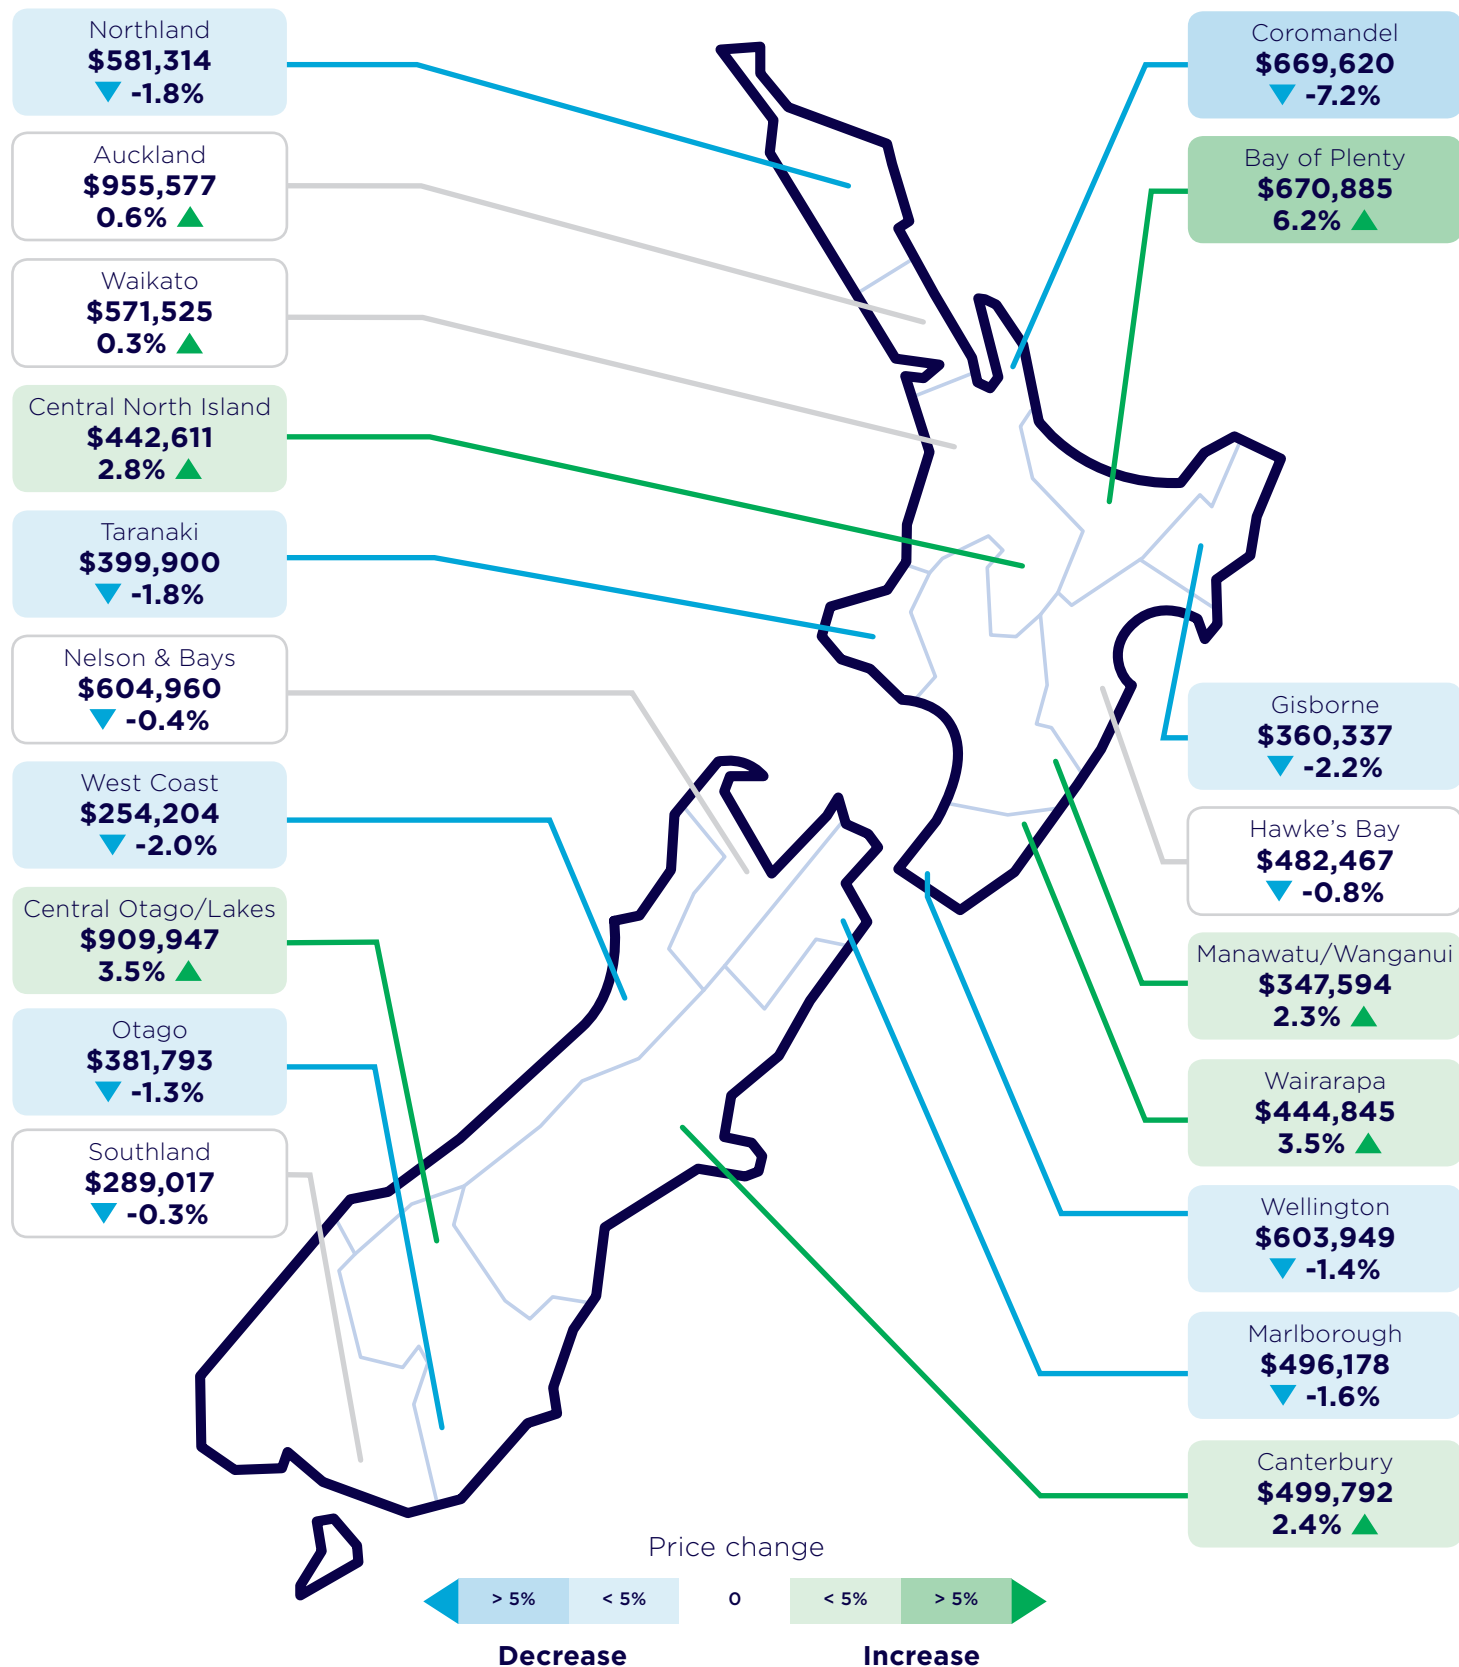 Northland
$581,314
-1.8%
Auckland
$955,577
0.6%
Waikato
$571,525
0.3%
Central North Island
$442,611
2.8%
Taranaki
$399,900
-1.8%
Nelson & Bays
$604,960
-0.4%
West Coast
$254,204
-2.0%
Central Otago/Lakes
$909,947
3.5%
Otago
$381,793
-1.3%
Southland
$289,017
-0.3%
Coromandel
$669,620
-7.2%
Bay of Plenty
$670,885
6.2%
Gisborne
$360,337
-2.2%
Hawke's Bay
$482,467
-0.8%
Manawatu/Wanganui
$347,594
2.3%
Wairarapa
$444,845
3.5%
Wellington
$603,949
-1.4%
Marlborough
$496,178
-1.6%
Canterbury
$499,792
2.4%
Price change
> 5% < 5% 0 < 5% > 5%
Decrease Increase